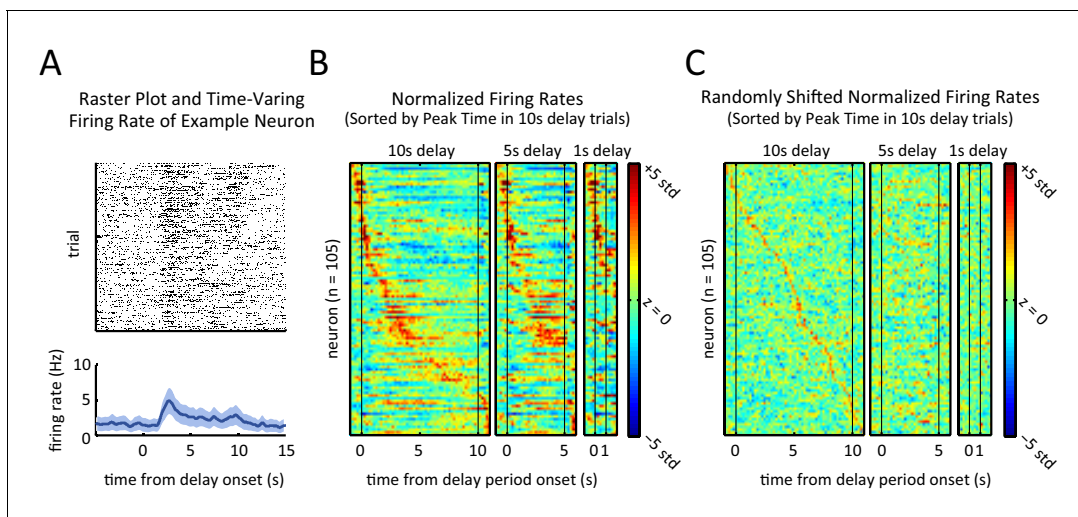 A
Raster Plot and Time-Varing
Firing Rate of Example Neuron
trial
firing rate (Hz)
10
5
0
0 5 10 15
time from delay onset (s)
B
Normalized Firing Rates
(Sorted by Peak Time in 10s delay trials)
10s delay 5s delay 1s delay
neuron (n = 105)
+5 std
z = 0
−5 std
0 5 10 0 5 0 1
time from delay period onset (s)
C
Randomly Shifted Normalized Firing Rates
(Sorted by Peak Time in 10s delay trials)
10s delay 5s delay 1s delay
neuron (n = 105)
+5 std
z = 0
−5 std
0 5 10 0 5 0 1
time from delay period onset (s)